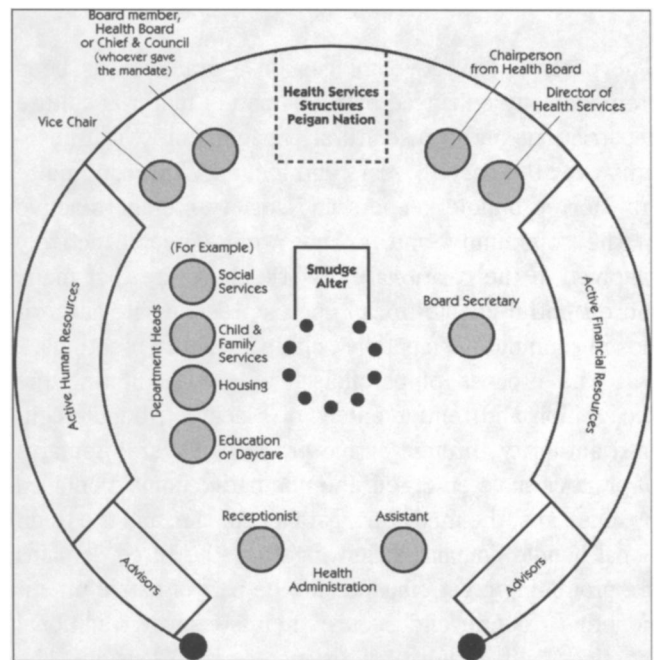 Board member,
Health Board
or Chief & Council
(whoever gave
the mandate)
Vice Chair
Health Services
Structures
Peigan Nation
Chairperson
from Health Board
Director of
Health Services
(For Example)
Social
Services
Child &
Family
Services
Housing
Education
or Daycare
Department Heads
Smudge
Alter
Board Secretary
Active Human Resources
Active Financial Resources
Receptionist
Assistant
Health
Administration
Advisors
Advisors